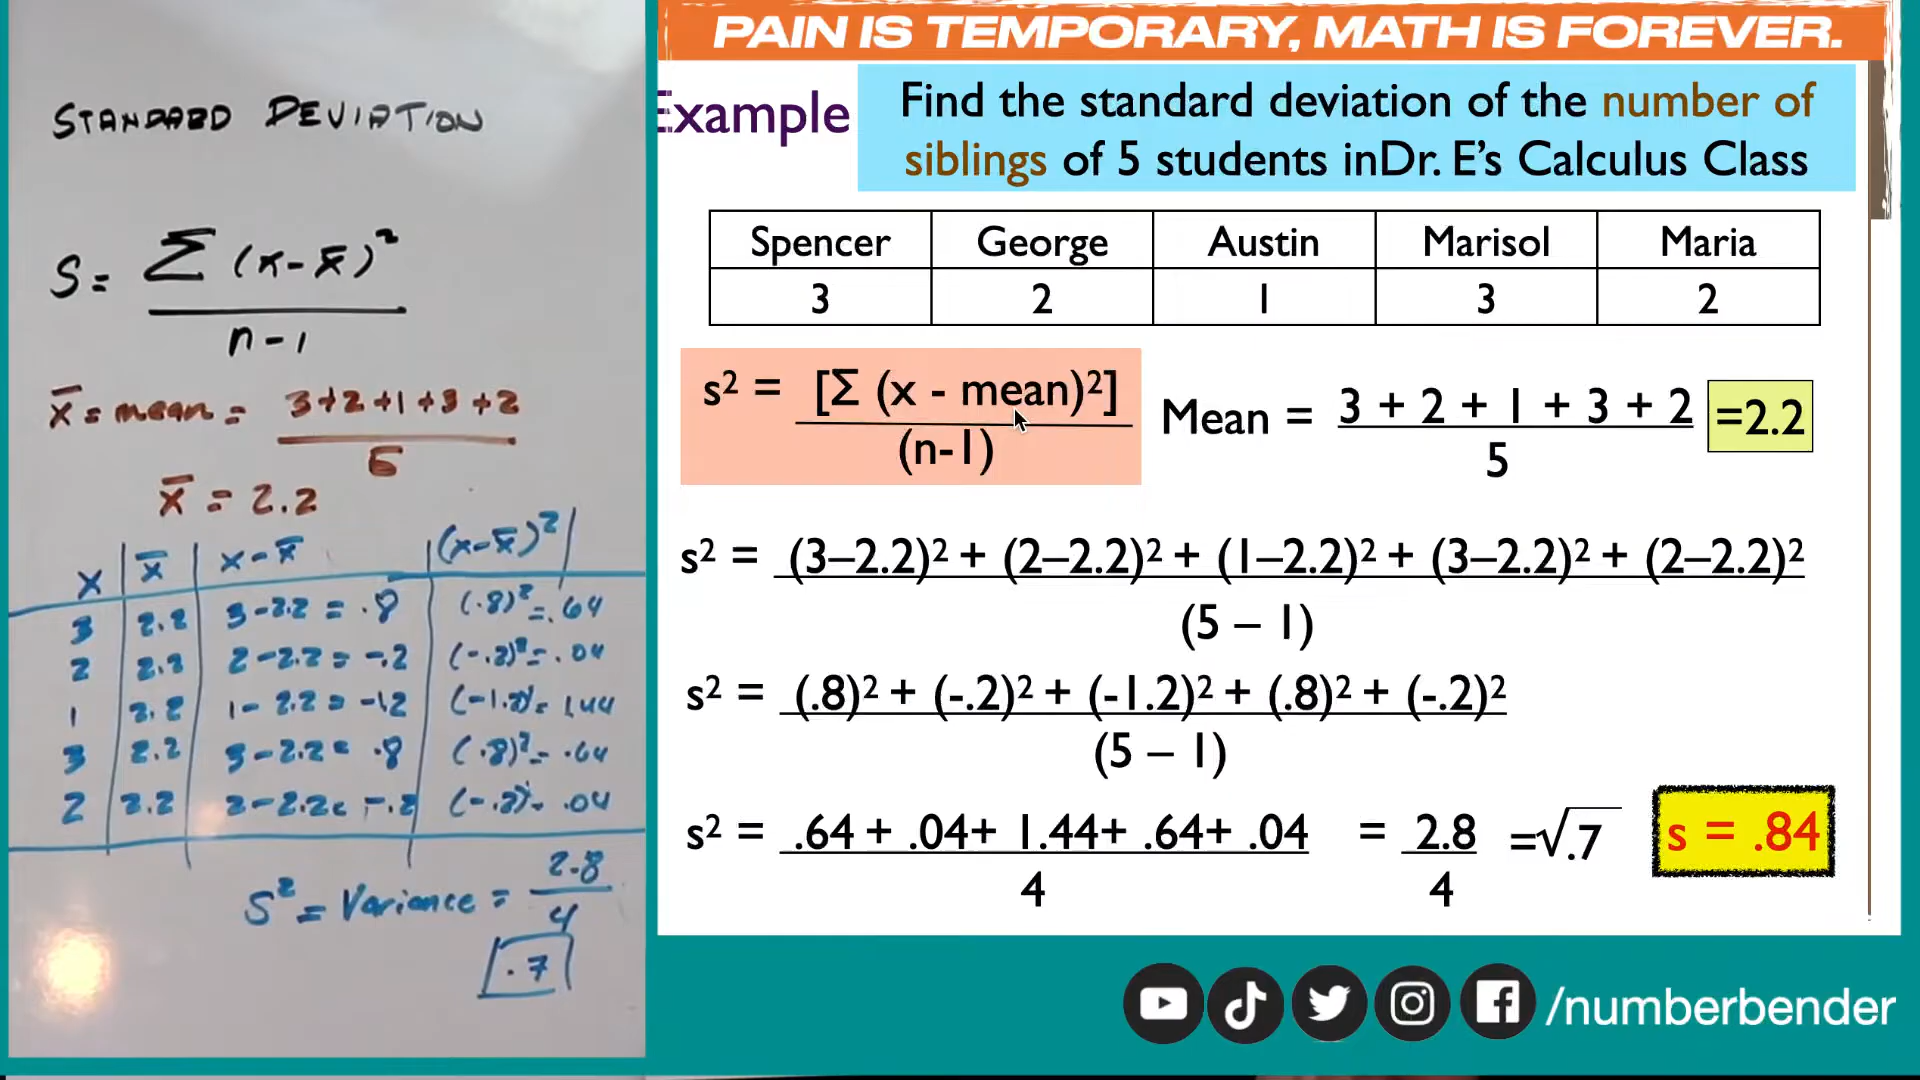 STANDARD DEVIATION
S = Σ (x-x̄)²
n-1
x̄ = mean = 3+2+1+3+2
5
x̄ = 2.2
x | x̄ | x-x̄ | (x-x̄)²
3 | 2.2 | 3-2.2 = .8 | (.8)² = .64
2 | 2.2 | 2-2.2 = -.2 | (-.2)² = .04
1 | 2.2 | 1-2.2 = -1.2 | (-1.2)² = 1.44
3 | 2.2 | 3-2.2 = .8 | (.8)² = .64
2 | 2.2 | 2-2.2 = -.2 | (-.2)² = .04
S² = Variance = 2.8
4
.7
PAIN IS TEMPORARY, MATH IS FOREVER.
Example
Find the standard deviation of the number of
siblings of 5 students inDr. E's Calculus Class
Spencer George Austin Marisol Maria
3 2 1 3 2
s² = [Σ (x - mean)²]
(n-1)
Mean = 3 + 2 + 1 + 3 + 2 =2.2
5
s² = (3–2.2)² + (2–2.2)² + (1–2.2)² + (3–2.2)² + (2–2.2)²
(5 – 1)
s² = (.8)² + (-.2)² + (-1.2)² + (.8)² + (-.2)²
(5 – 1)
s² = .64 + .04+ 1.44+ .64+ .04 = 2.8 =√.7 s = .84
4 4
/numberbender